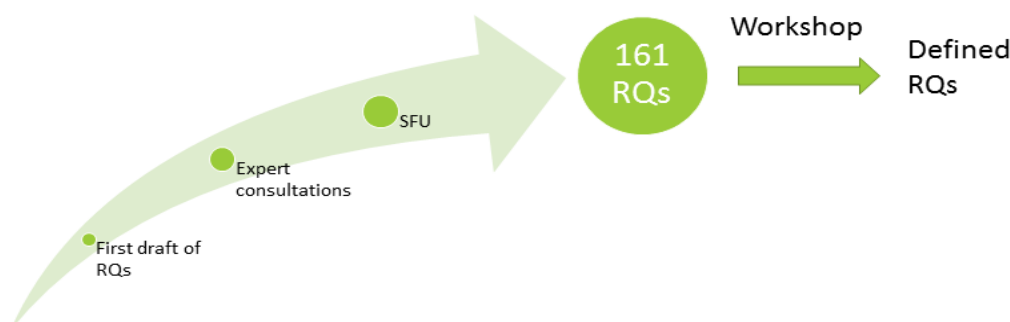 First draft of
RQs
Expert
consultations
SFU
161
RQs
Workshop
Defined
RQs